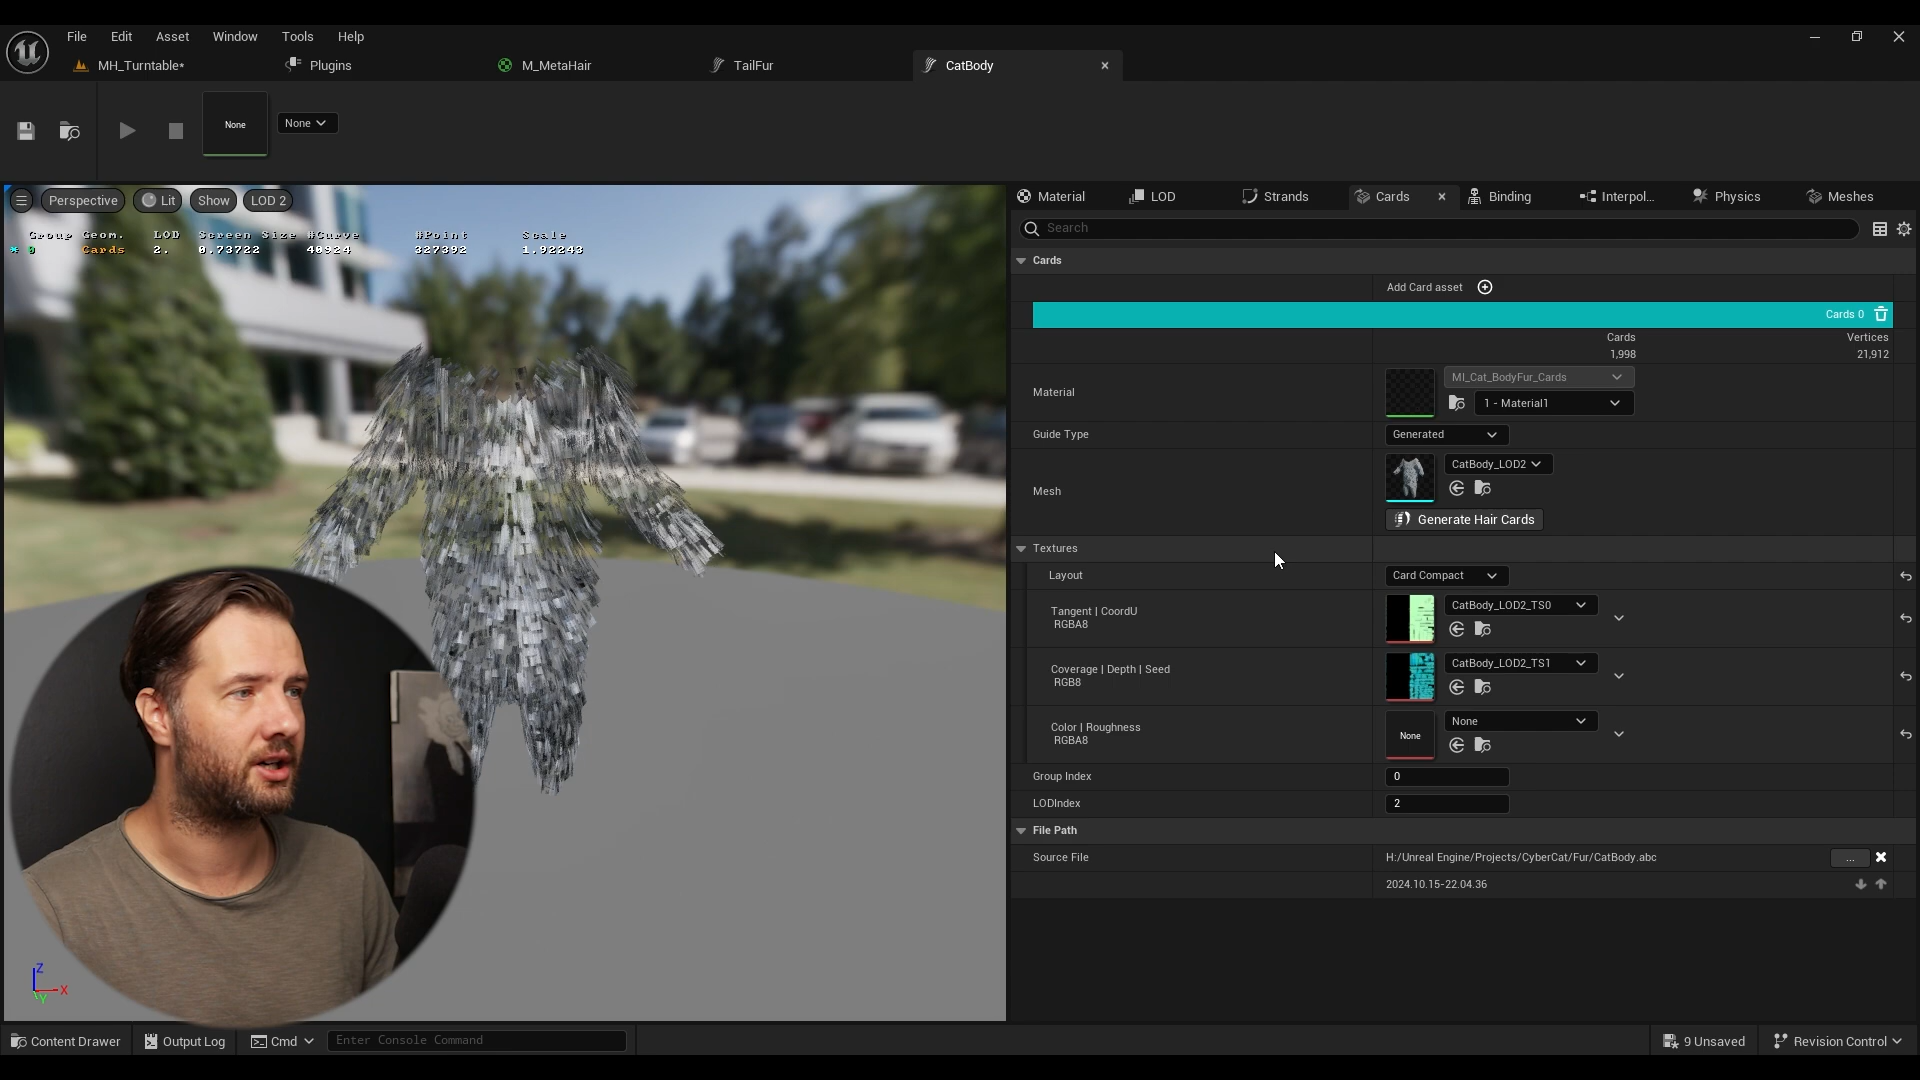 File Edit Asset Window Tools Help
MH_Turntable* Plugins M_MetaHair TailFur CatBody
None None
Perspective Lit Show LOD 2
Material LOD Strands Cards Binding Interpol... Physics Meshes
Group Geom. LOD Screen Size #Curve #Point Scale
* 0 Cards 2. 0.73722 40924 327392 1.92243
Search
Cards
Add Card asset
Cards 0
Cards Vertices
1,998 21,912
Material
MI_Cat_BodyFur_Cards
1 - Material1
Guide Type Generated
Mesh
CatBody_LOD2
Generate Hair Cards
Textures
Layout Card Compact
Tangent | CoordU
RGBA8
CatBody_LOD2_TS0
Coverage | Depth | Seed
RGB8
CatBody_LOD2_TS1
Color | Roughness
RGBA8
None
None
Group Index 0
LODIndex 2
File Path
Source File H:/Unreal Engine/Projects/CyberCat/Fur/CatBody.abc ...
2024.10.15-22.04.36
Z
X
Y
Content Drawer Output Log Cmd Enter Console Command 9 Unsaved Revision Control